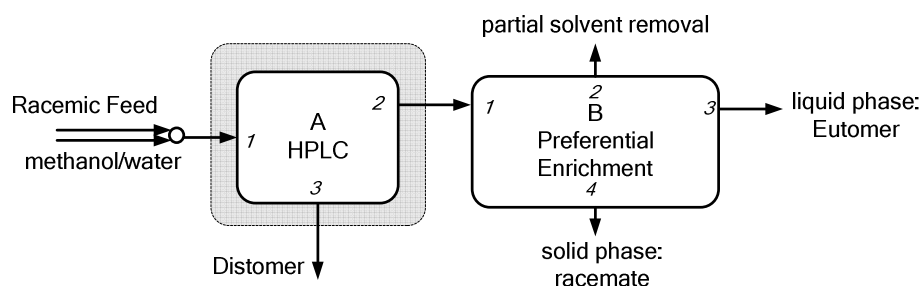 partial solvent removal
Racemic Feed
methanol/water
1
A
HPLC
2
3
Distomer
1
2
B
Preferential
Enrichment
3
4
liquid phase:
Eutomer
solid phase:
racemate